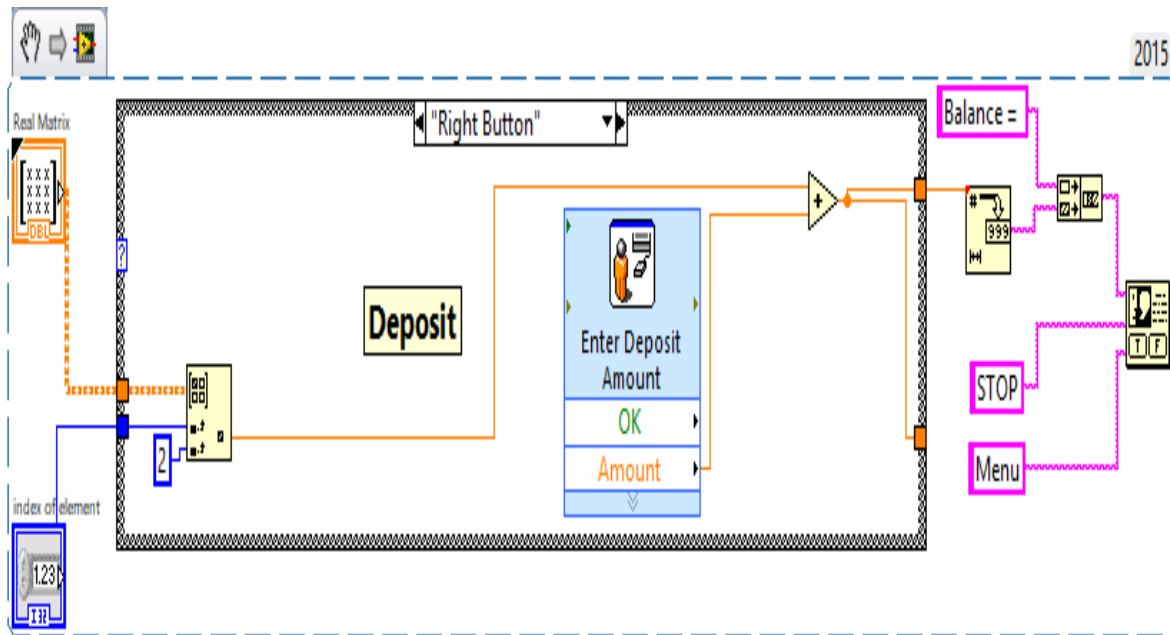 2015
Real Matrix
DBL
"Right Button"
Balance =
?
+
#
999
Deposit
Enter Deposit
Amount
OK
Amount
2
T F
STOP
Menu
index of element
1.23
I32